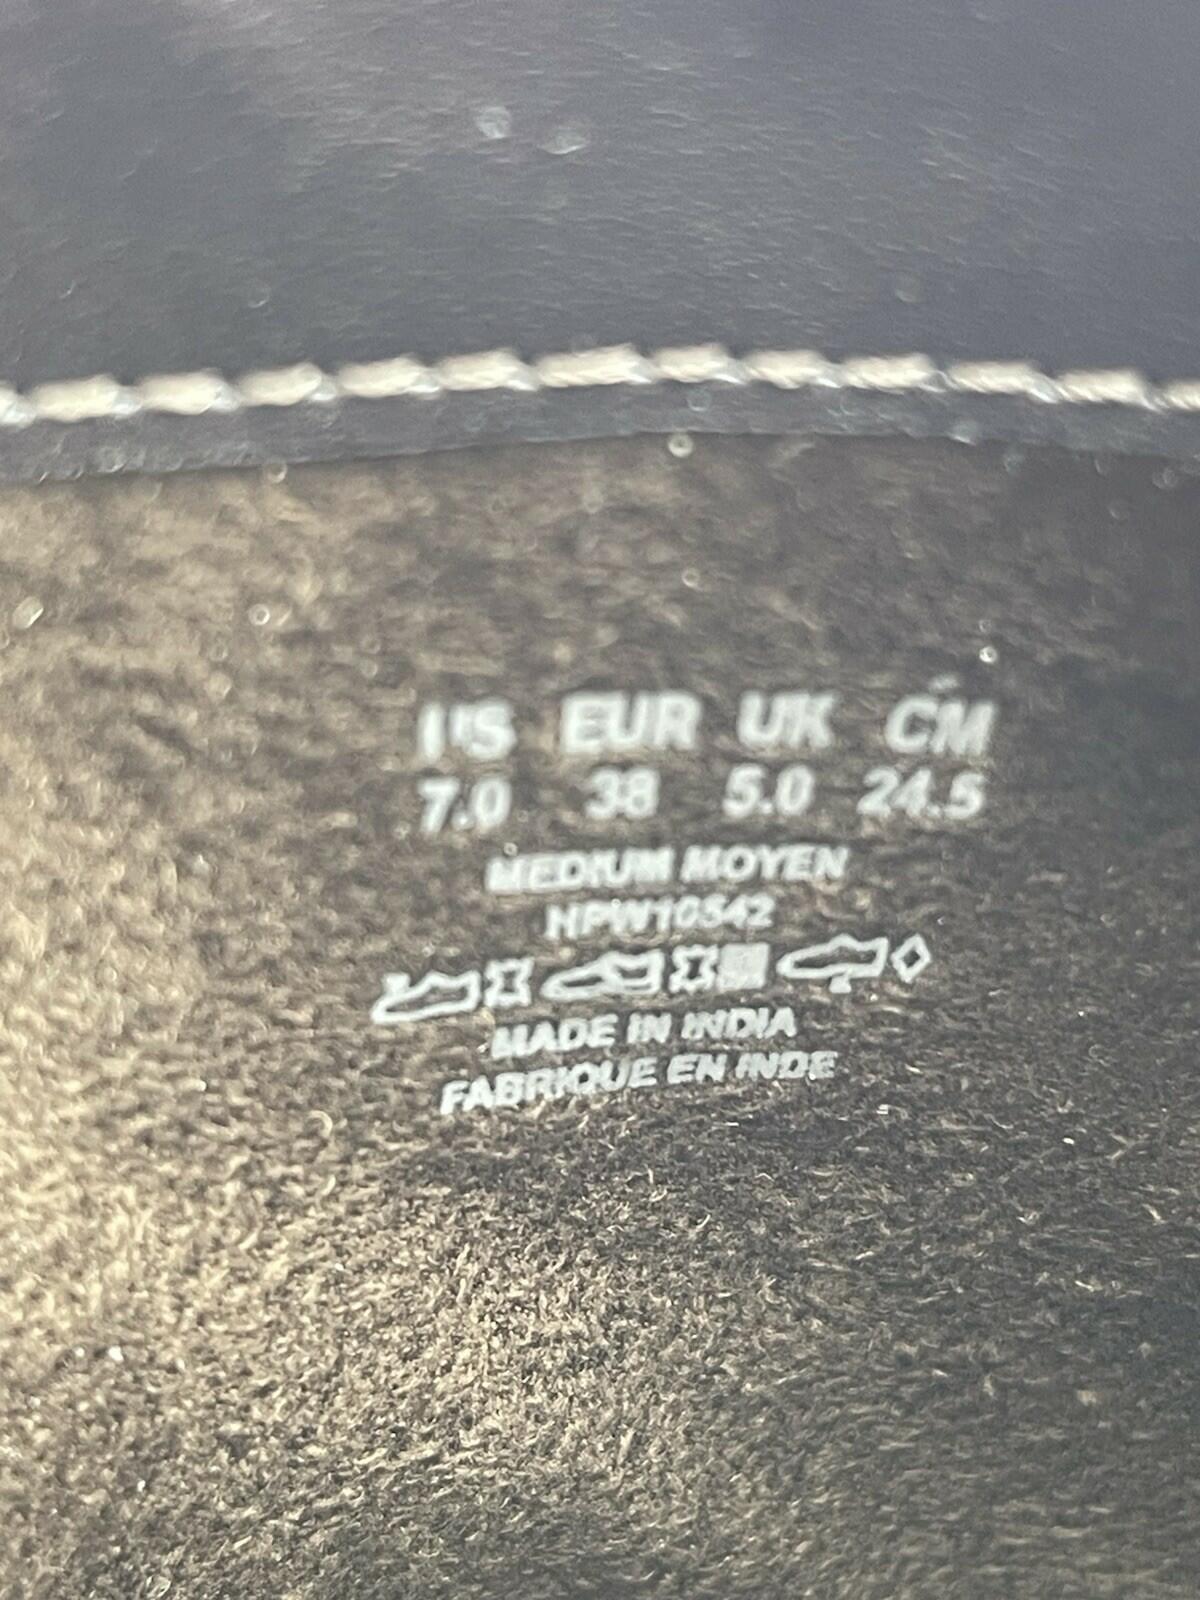 US EUR UK CM
7.0 38 5.0 24.5
MEDIUM MOYEN
HPW10542
MADE IN INDIA
FABRIQUE EN INDE